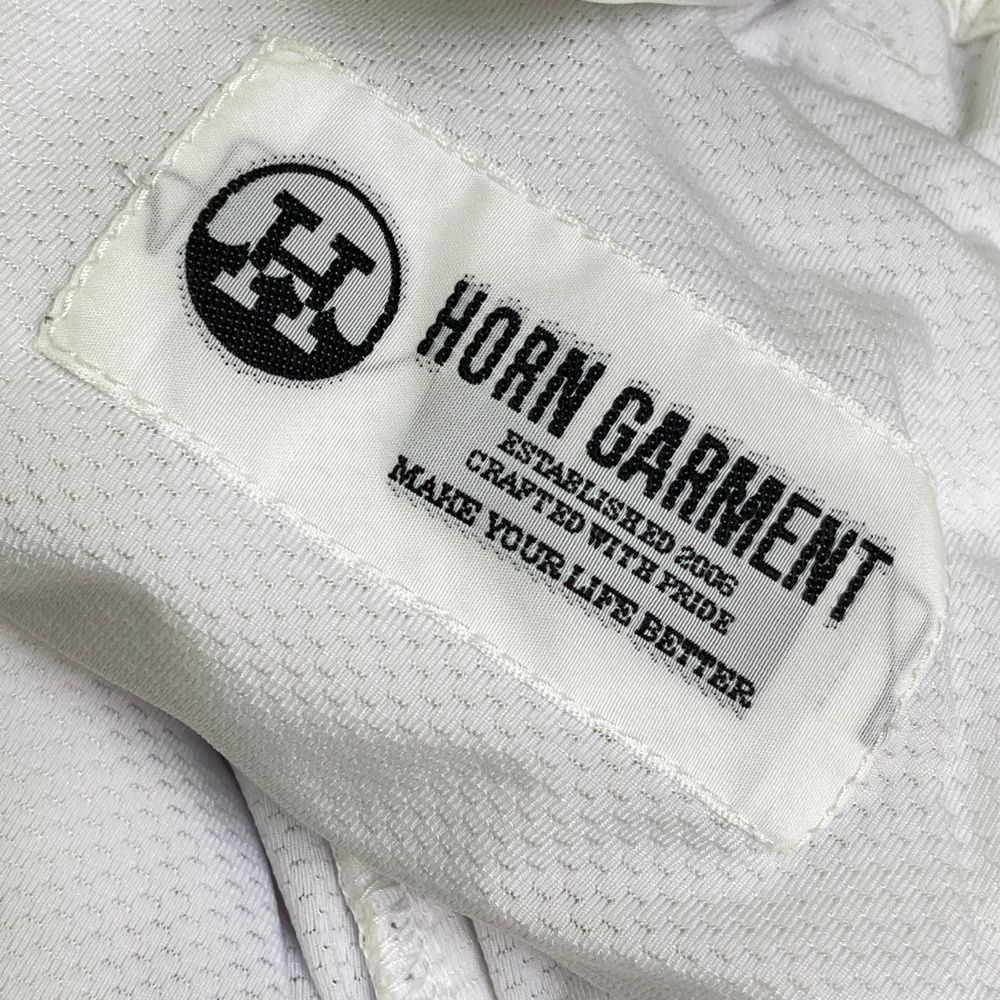 H
HORN GARMENT
ESTABLISHED 2006
CRAFTED WITH PRIDE
MAKE YOUR LIFE BETTER